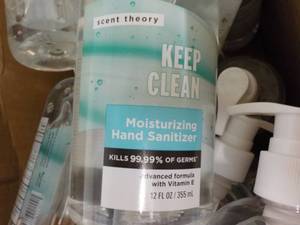 scent theory
KEEP
CLEAN
Moisturizing
Hand Sanitizer
KILLS 99.99% OF GERMS*
Advanced formula
with Vitamin E
12 FL OZ / 355 mL